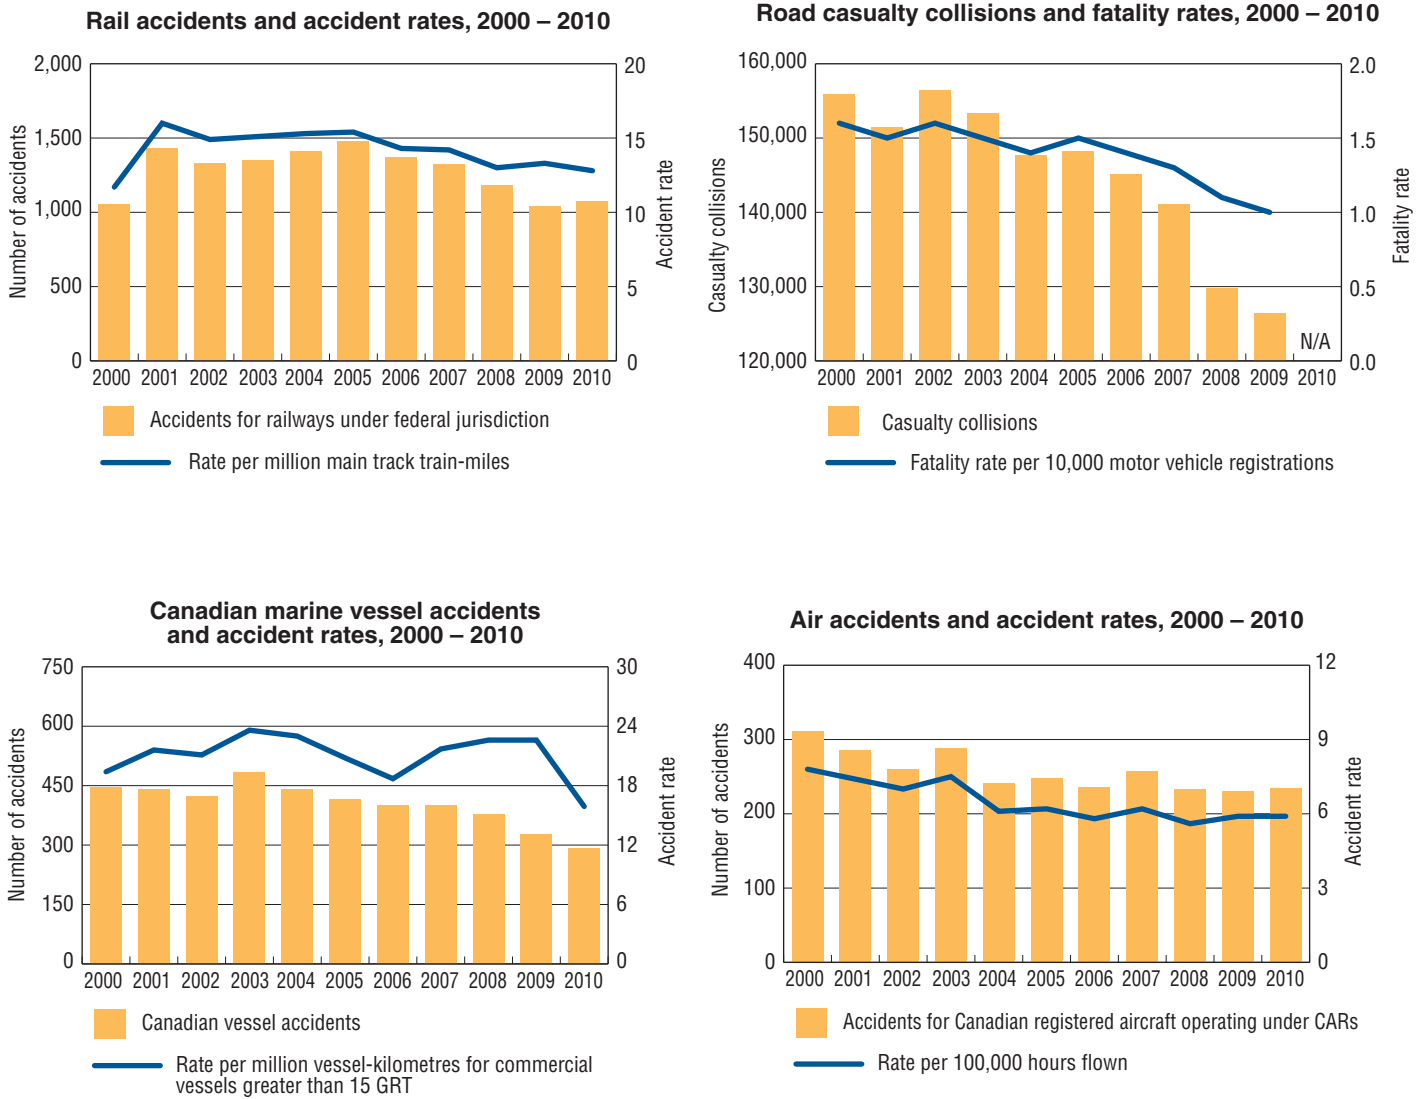 Rail accidents and accident rates, 2000 – 2010
2,000
1,500
1,000
500
0
20
15
10
5
0
Number of accidents
Accident rate
2000 2001 2002 2003 2004 2005 2006 2007 2008 2009 2010
Accidents for railways under federal jurisdiction
Rate per million main track train-miles
Road casualty collisions and fatality rates, 2000 – 2010
160,000
150,000
140,000
130,000
120,000
2.0
1.5
1.0
0.5
0.0
Casualty collisions
Fatality rate
N/A
2000 2001 2002 2003 2004 2005 2006 2007 2008 2009 2010
Casualty collisions
Fatality rate per 10,000 motor vehicle registrations
Canadian marine vessel accidents
and accident rates, 2000 – 2010
750
600
450
300
150
0
30
24
18
12
6
0
Number of accidents
Accident rate
2000 2001 2002 2003 2004 2005 2006 2007 2008 2009 2010
Canadian vessel accidents
Rate per million vessel-kilometres for commercial
vessels greater than 15 GRT
Air accidents and accident rates, 2000 – 2010
400
300
200
100
0
12
9
6
3
0
Number of accidents
Accident rate
2000 2001 2002 2003 2004 2005 2006 2007 2008 2009 2010
Accidents for Canadian registered aircraft operating under CARs
Rate per 100,000 hours flown